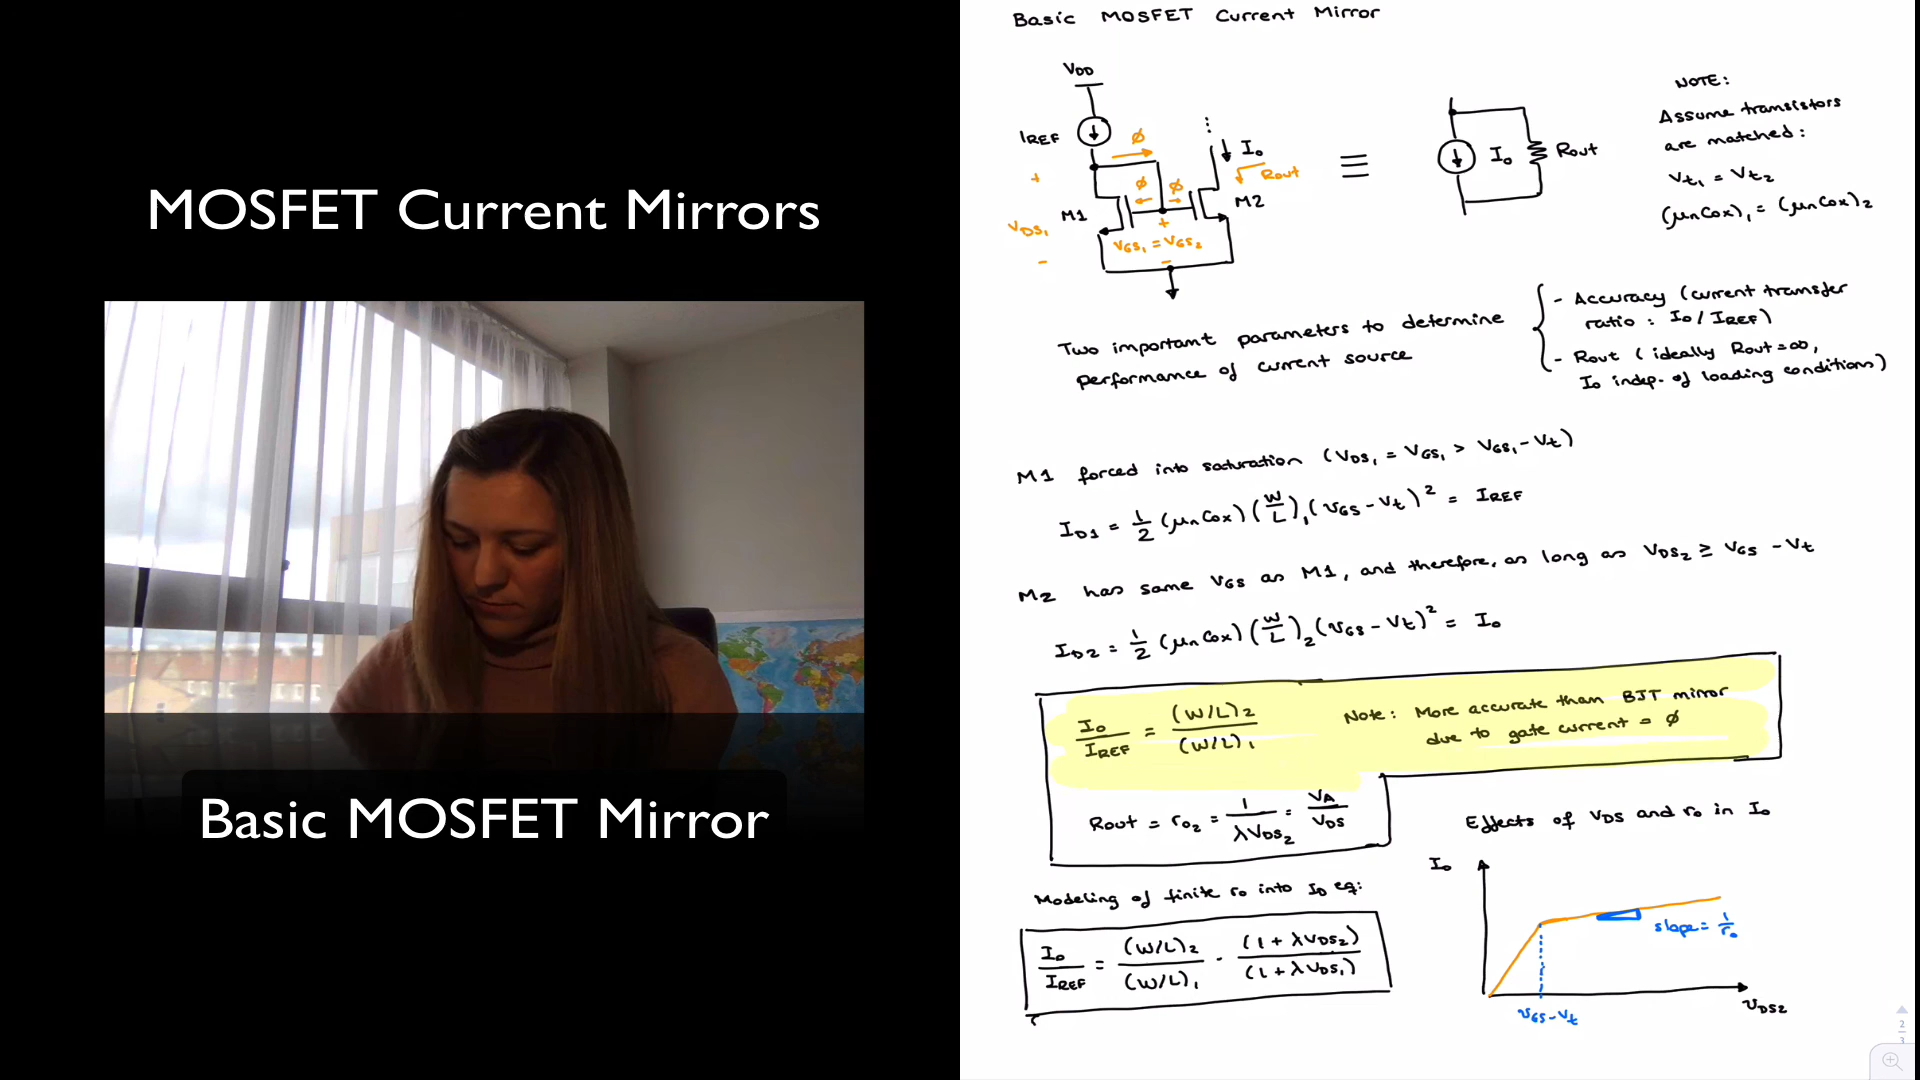 MOSFET Current Mirrors
Basic MOSFET Mirror
Basic MOSFET Current Mirror
VDD
IREF
ϕ
Io
Rout
+
ϕ
ϕ
M1
M2
VDS₁
+
VGS₁ = VGS₂
-
-
≡
Io
Rout
NOTE:
Assume transistors
are matched:
Vt₁ = Vt₂
(μnCox)₁ = (μnCox)₂
Two important parameters to determine
performance of current source
- Accuracy (current transfer
ratio: Io/IREF)
- Rout (ideally Rout=∞,
Io indep. of loading conditions)
M1 forced into saturation (VDS₁ = VGS₁ > VGS₁ - Vt)
ID1 = 1/2 (μnCox)(W/L)₁(VGS - Vt)² = IREF
M2 has same VGS as M1, and therefore, as long as VDS₂ ≥ VGS - Vt
ID2 = 1/2 (μnCox)(W/L)₂(VGS - Vt)² = Io
Io/IREF = (W/L)₂/(W/L)₁
Note: More accurate than BJT mirror
due to gate current = ϕ
Rout = ro₂ = 1/λVDS₂ = VA/VDS
Effects of VDS and ro in Io
Modeling of finite ro into ID eq:
Io/IREF = (W/L)₂/(W/L)₁ · (1 + λVDS₂)/(1 + λVDS₁)
Io
slope = 1/ro
VGS - Vt
VDS2
2
3